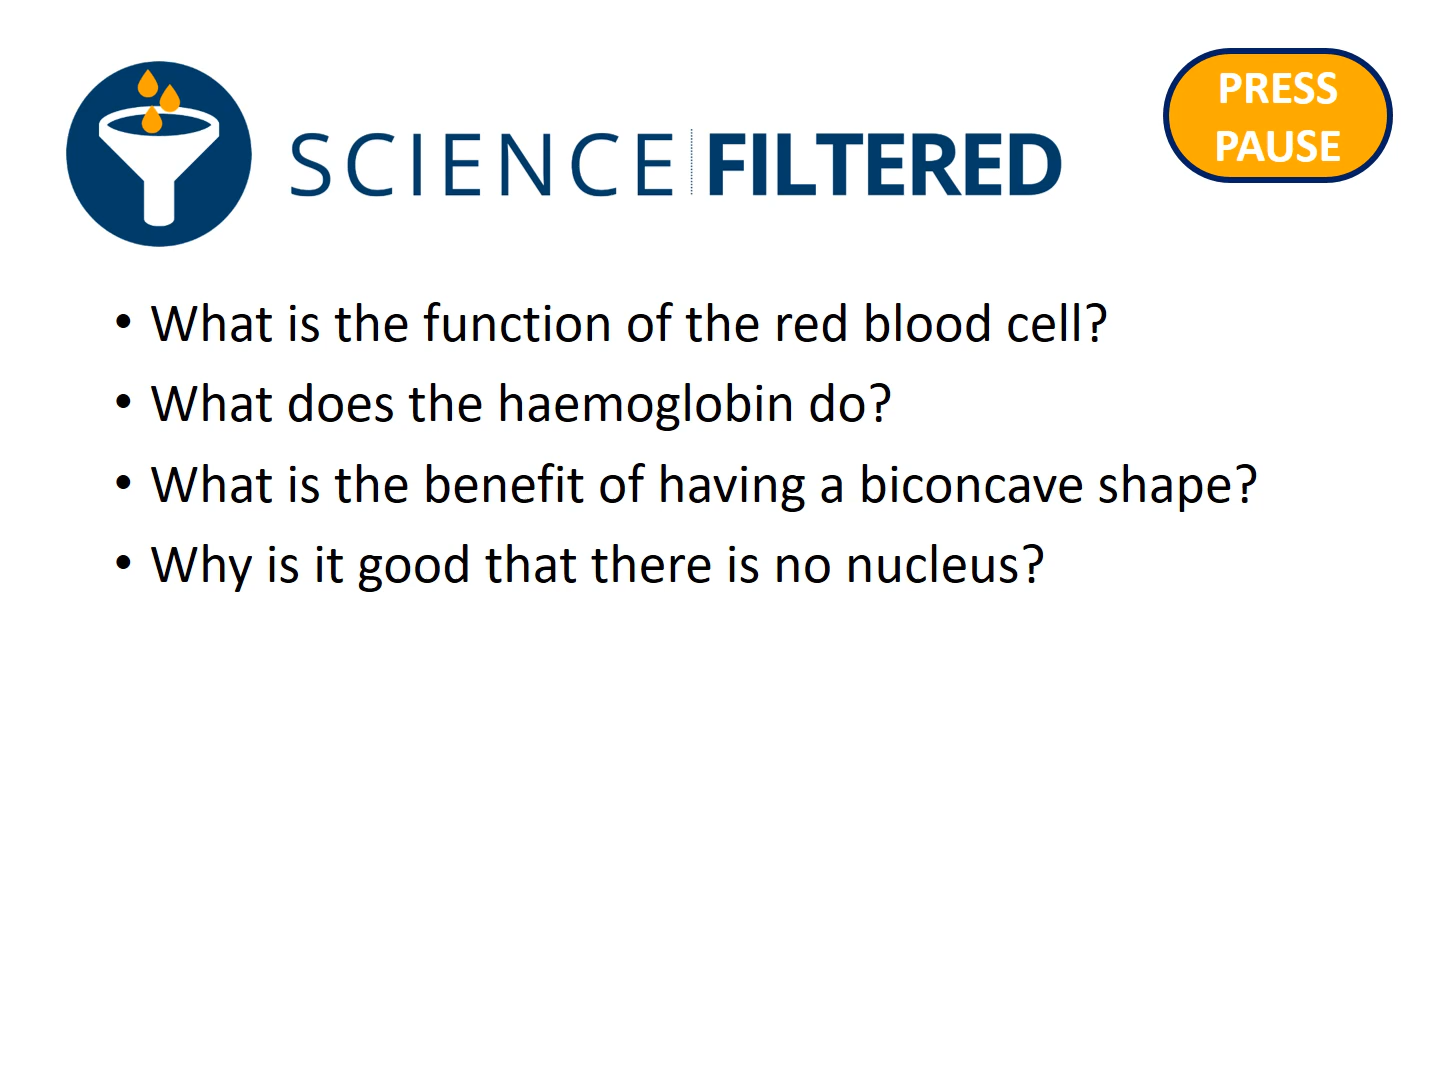 SCIENCE FILTERED
PRESS
PAUSE
• What is the function of the red blood cell?
• What does the haemoglobin do?
• What is the benefit of having a biconcave shape?
• Why is it good that there is no nucleus?